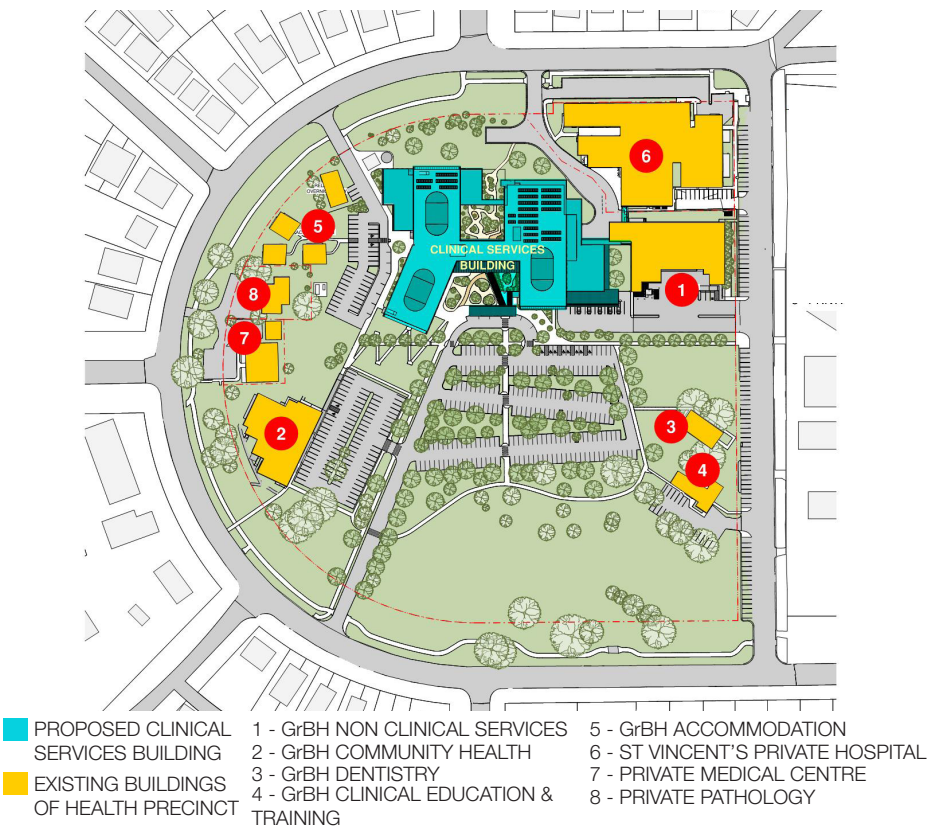 6
5
CLINICAL SERVICES
BUILDING
8
1
7
3
2
4
PROPOSED CLINICAL
SERVICES BUILDING
EXISTING BUILDINGS
OF HEALTH PRECINCT
1 - GrBH NON CLINICAL SERVICES
2 - GrBH COMMUNITY HEALTH
3 - GrBH DENTISTRY
4 - GrBH CLINICAL EDUCATION &
TRAINING
5 - GrBH ACCOMMODATION
6 - ST VINCENT'S PRIVATE HOSPITAL
7 - PRIVATE MEDICAL CENTRE
8 - PRIVATE PATHOLOGY